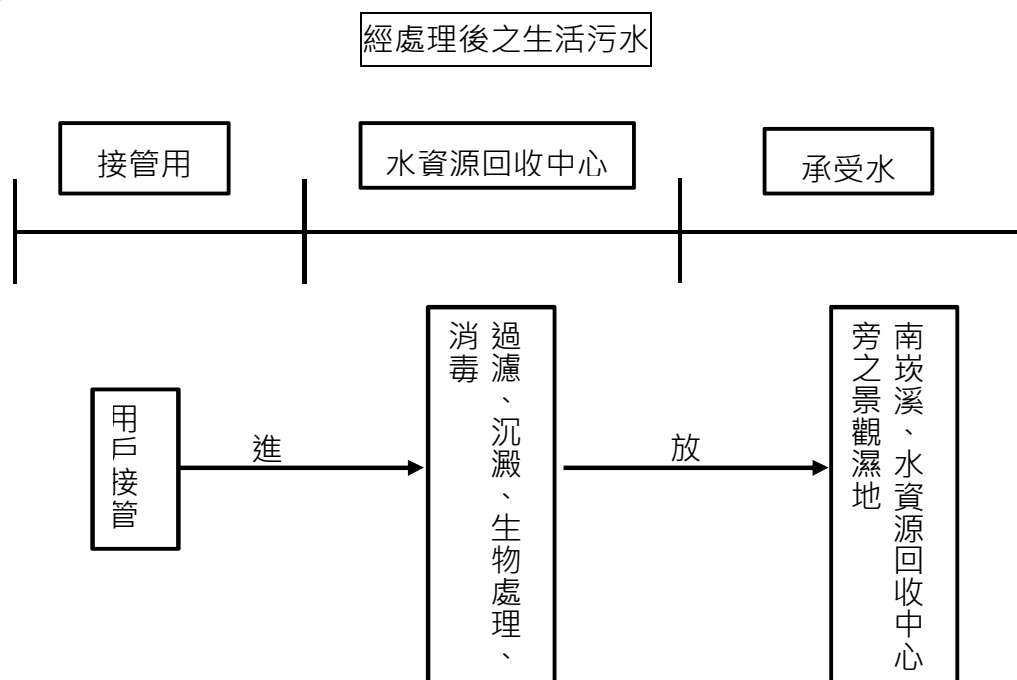 經處理後之生活污水
接管用
水資源回收中心
承受水
用戶接管
進
過濾、沉澱、生物處理、
消毒
放
南崁溪、水資源回收中心
旁之景觀濕地